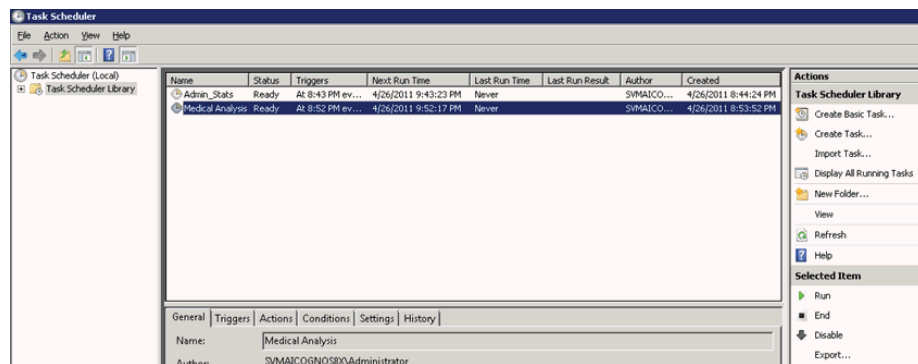 Task Scheduler
File Action View Help
Task Scheduler (Local)
Task Scheduler Library
Name Status Triggers Next Run Time Last Run Time Last Run Result Author Created
Admin_Stats Ready At 8:43 PM ev... 4/26/2011 9:43:23 PM Never SVMAICO... 4/26/2011 8:44:24 PM
Medical Analysis Ready At 8:52 PM ev... 4/26/2011 9:52:17 PM Never SVMAICO... 4/26/2011 8:53:52 PM
General Triggers Actions Conditions Settings History
Name: Medical Analysis
Author: SVMAICOGNOS8X\Administrator
Actions
Task Scheduler Library
Create Basic Task...
Create Task...
Import Task...
Display All Running Tasks
New Folder...
View
Refresh
Help
Selected Item
Run
End
Disable
Export...